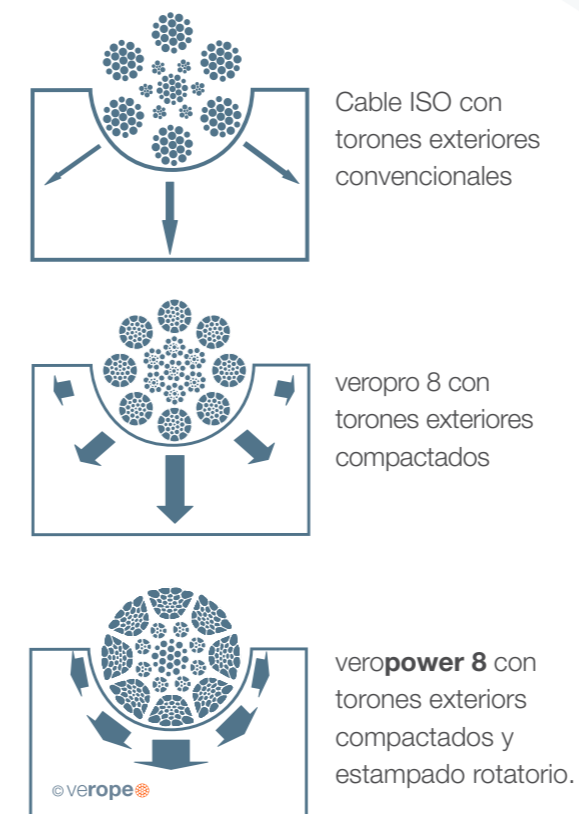 Cable ISO con
torones exteriores
convencionales
veropro 8 con
torones exteriores
compactados
veropower 8 con
torones exteriors
compactados y
estampado rotatorio.
©verope